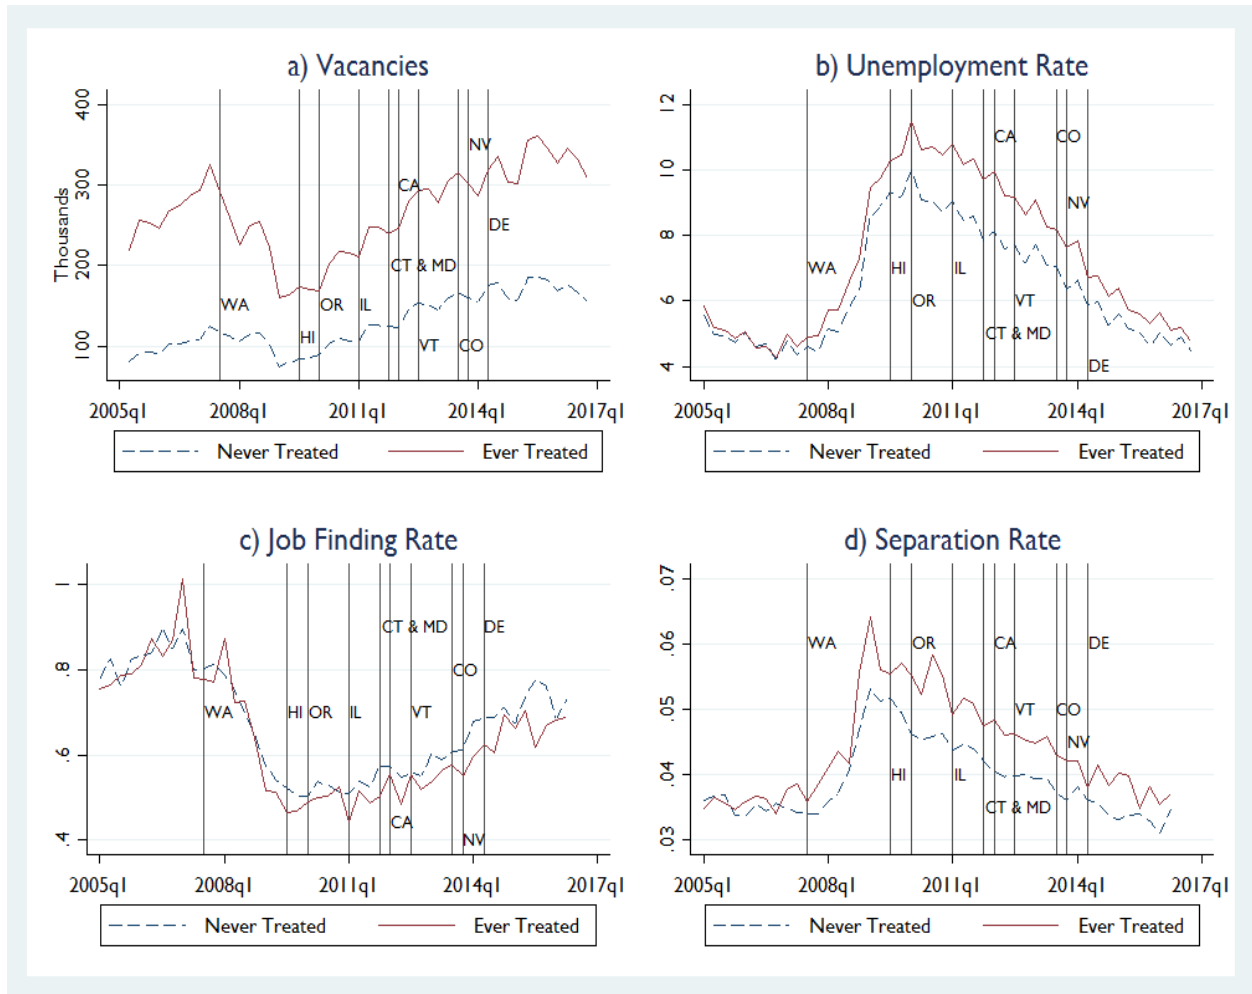 a) Vacancies
400
300
200
100
Thousands
WA
HI
OR
IL
CA
CT & MD
VT
CO
NV
DE
2005q1 2008q1 2011q1 2014q1 2017q1
Never Treated Ever Treated
b) Unemployment Rate
12
10
8
6
4
WA
HI
OR
IL
CA
CT & MD
VT
CO
NV
DE
2005q1 2008q1 2011q1 2014q1 2017q1
Never Treated Ever Treated
c) Job Finding Rate
1
.8
.6
.4
WA
HI
OR
IL
CT & MD
CA
VT
CO
NV
DE
2005q1 2008q1 2011q1 2014q1 2017q1
Never Treated Ever Treated
d) Separation Rate
.07
.06
.05
.04
.03
WA
HI
OR
IL
CA
CT & MD
VT
CO
NV
DE
2005q1 2008q1 2011q1 2014q1 2017q1
Never Treated Ever Treated